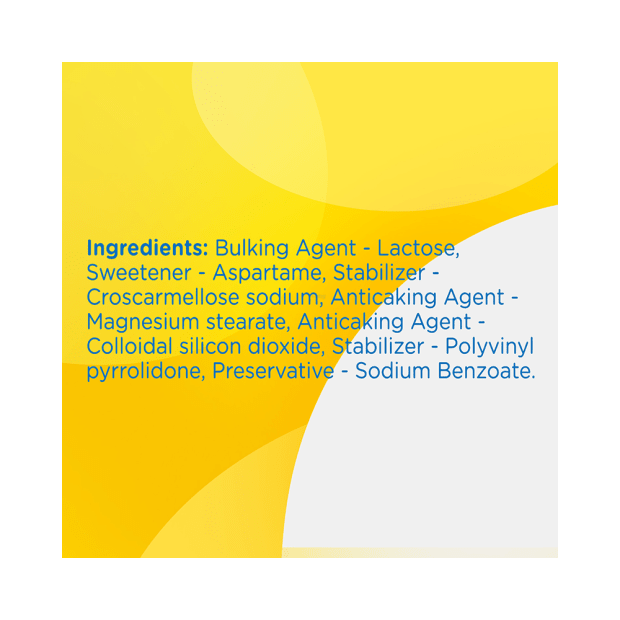 Ingredients: Bulking Agent - Lactose,
Sweetener - Aspartame, Stabilizer -
Croscarmellose sodium, Anticaking Agent -
Magnesium stearate, Anticaking Agent -
Colloidal silicon dioxide, Stabilizer - Polyvinyl
pyrrolidone, Preservative - Sodium Benzoate.